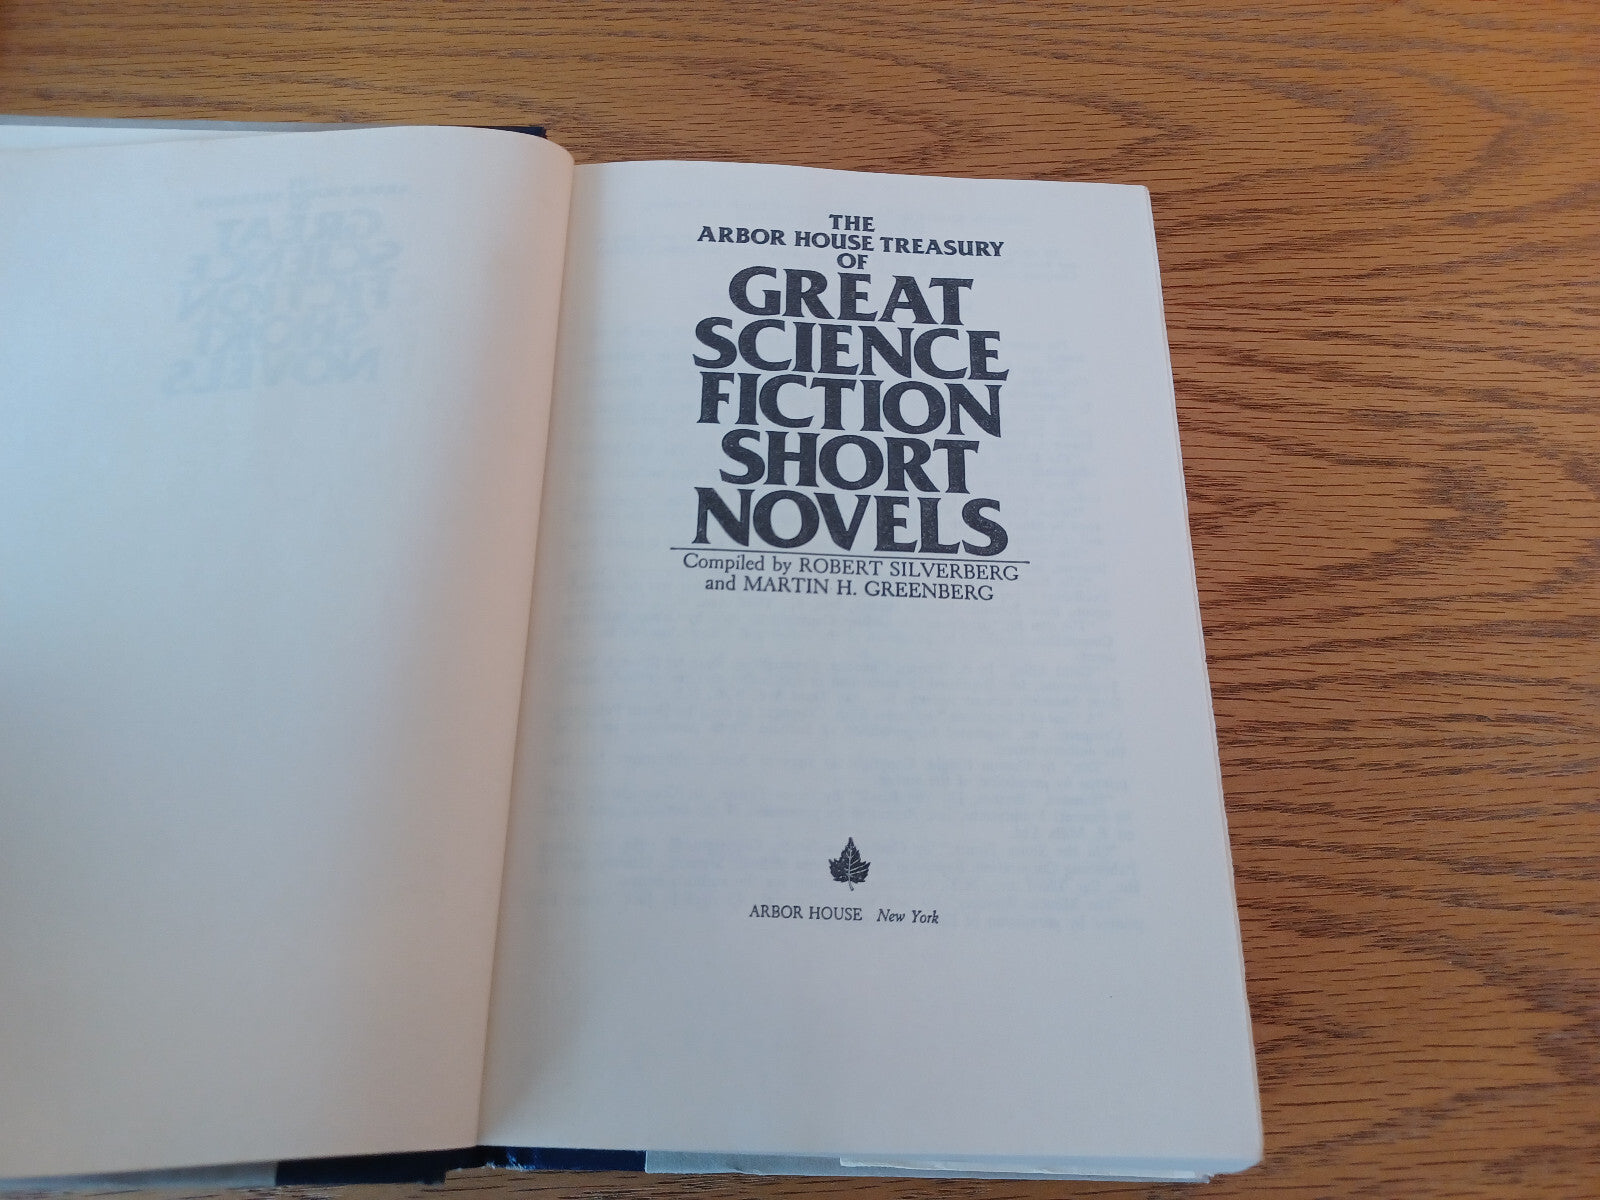 THE
ARBOR HOUSE TREASURY
OF
GREAT
SCIENCE
FICTION
SHORT
NOVELS
Compiled by ROBERT SILVERBERG
and MARTIN H. GREENBERG
ARBOR HOUSE New York